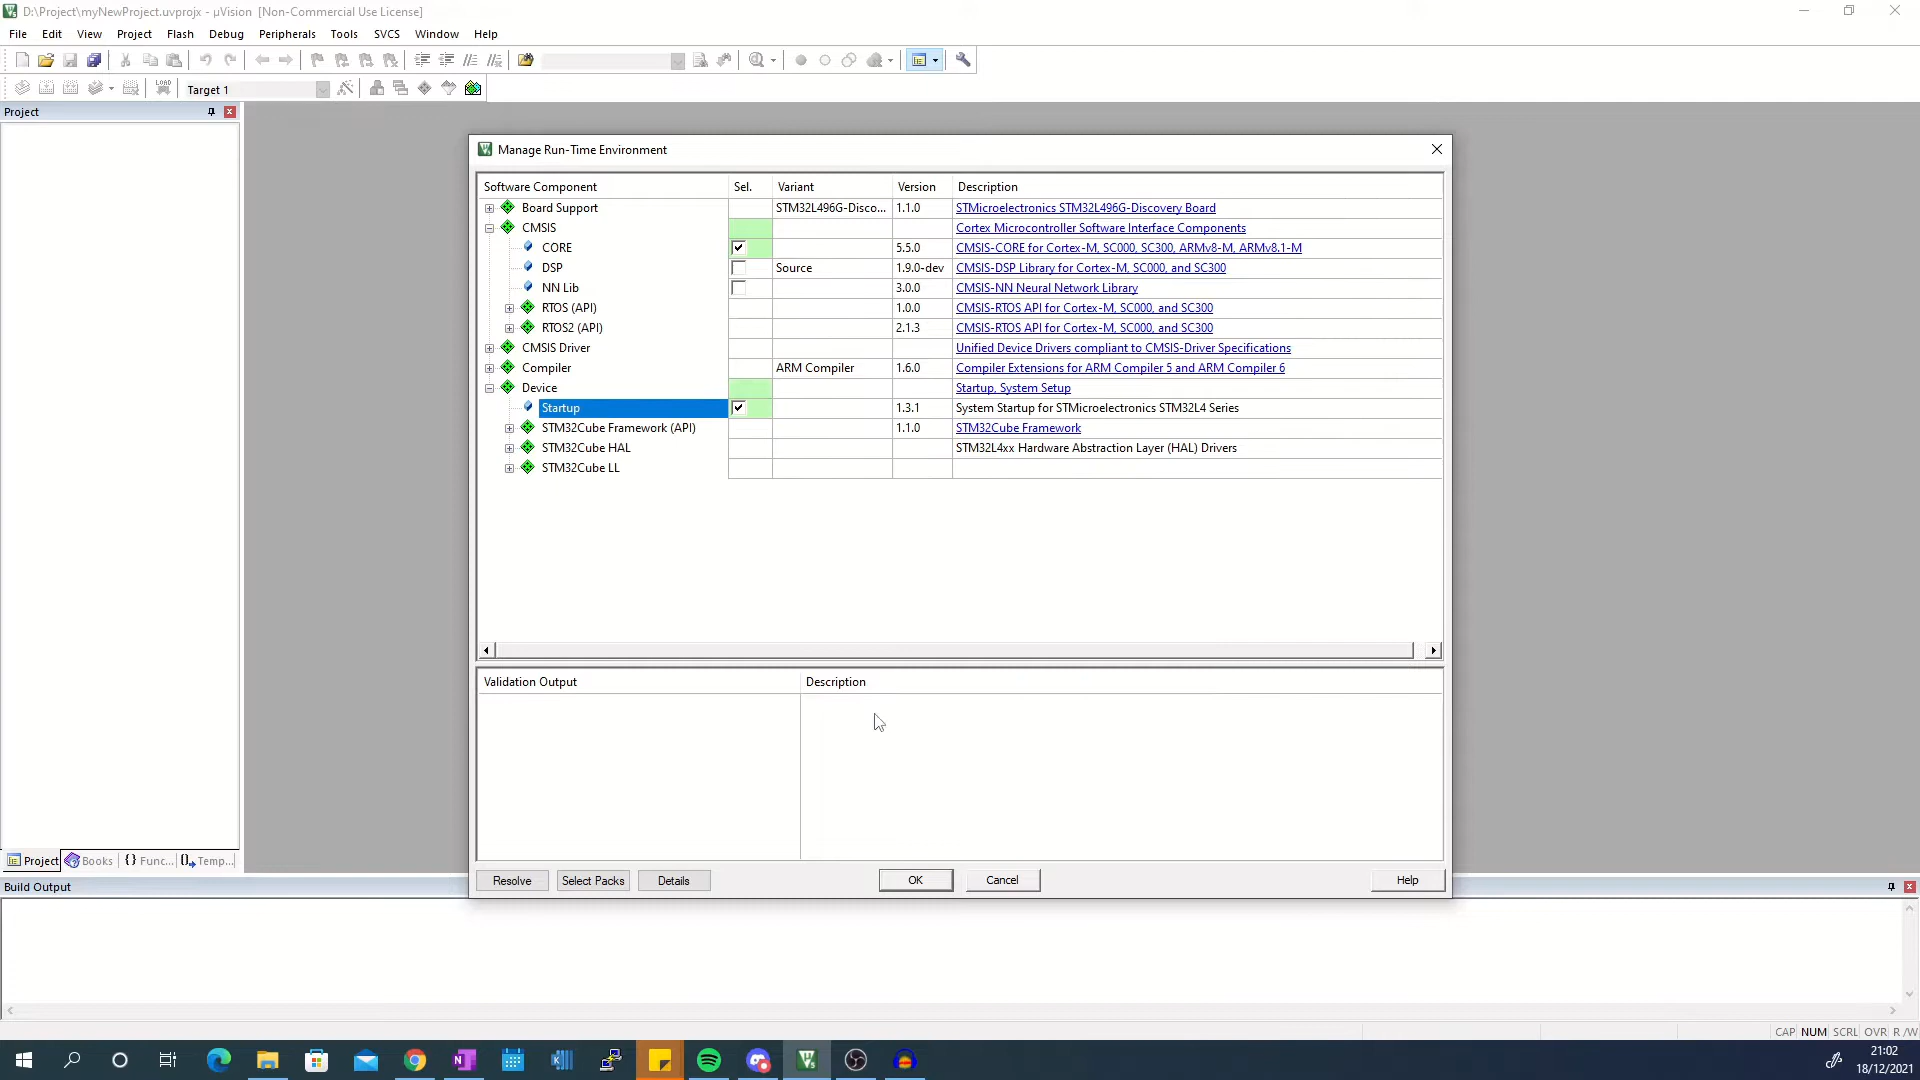 D:\Project\myNewProject.uvprojx - µVision  [Non-Commercial Use License]
File Edit View Project Flash Debug Peripherals Tools SVCS Window Help
LOAD Target 1
Project
Manage Run-Time Environment
Software Component Sel. Variant Version Description
Board Support STM32L496G-Disco... 1.1.0 STMicroelectronics STM32L496G-Discovery Board
CMSIS Cortex Microcontroller Software Interface Components
CORE 5.5.0 CMSIS-CORE for Cortex-M, SC000, SC300, ARMv8-M, ARMv8.1-M
DSP Source 1.9.0-dev CMSIS-DSP Library for Cortex-M, SC000, and SC300
NN Lib 3.0.0 CMSIS-NN Neural Network Library
RTOS (API) 1.0.0 CMSIS-RTOS API for Cortex-M, SC000, and SC300
RTOS2 (API) 2.1.3 CMSIS-RTOS API for Cortex-M, SC000, and SC300
CMSIS Driver Unified Device Drivers compliant to CMSIS-Driver Specifications
Compiler ARM Compiler 1.6.0 Compiler Extensions for ARM Compiler 5 and ARM Compiler 6
Device Startup, System Setup
Startup 1.3.1 System Startup for STMicroelectronics STM32L4 Series
STM32Cube Framework (API) 1.1.0 STM32Cube Framework
STM32Cube HAL STM32L4xx Hardware Abstraction Layer (HAL) Drivers
STM32Cube LL
Validation Output Description
Resolve Select Packs Details OK Cancel Help
Project Books {} Func... Temp...
Build Output
CAP NUM SCRL OVR R/W
21:02
18/12/2021